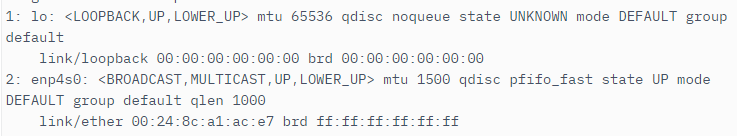 1: lo: <LOOPBACK,UP,LOWER_UP> mtu 65536 qdisc noqueue state UNKNOWN mode DEFAULT group
default
    link/loopback 00:00:00:00:00:00 brd 00:00:00:00:00:00
2: enp4s0: <BROADCAST,MULTICAST,UP,LOWER_UP> mtu 1500 qdisc pfifo_fast state UP mode
DEFAULT group default qlen 1000
    link/ether 00:24:8c:a1:ac:e7 brd ff:ff:ff:ff:ff:ff